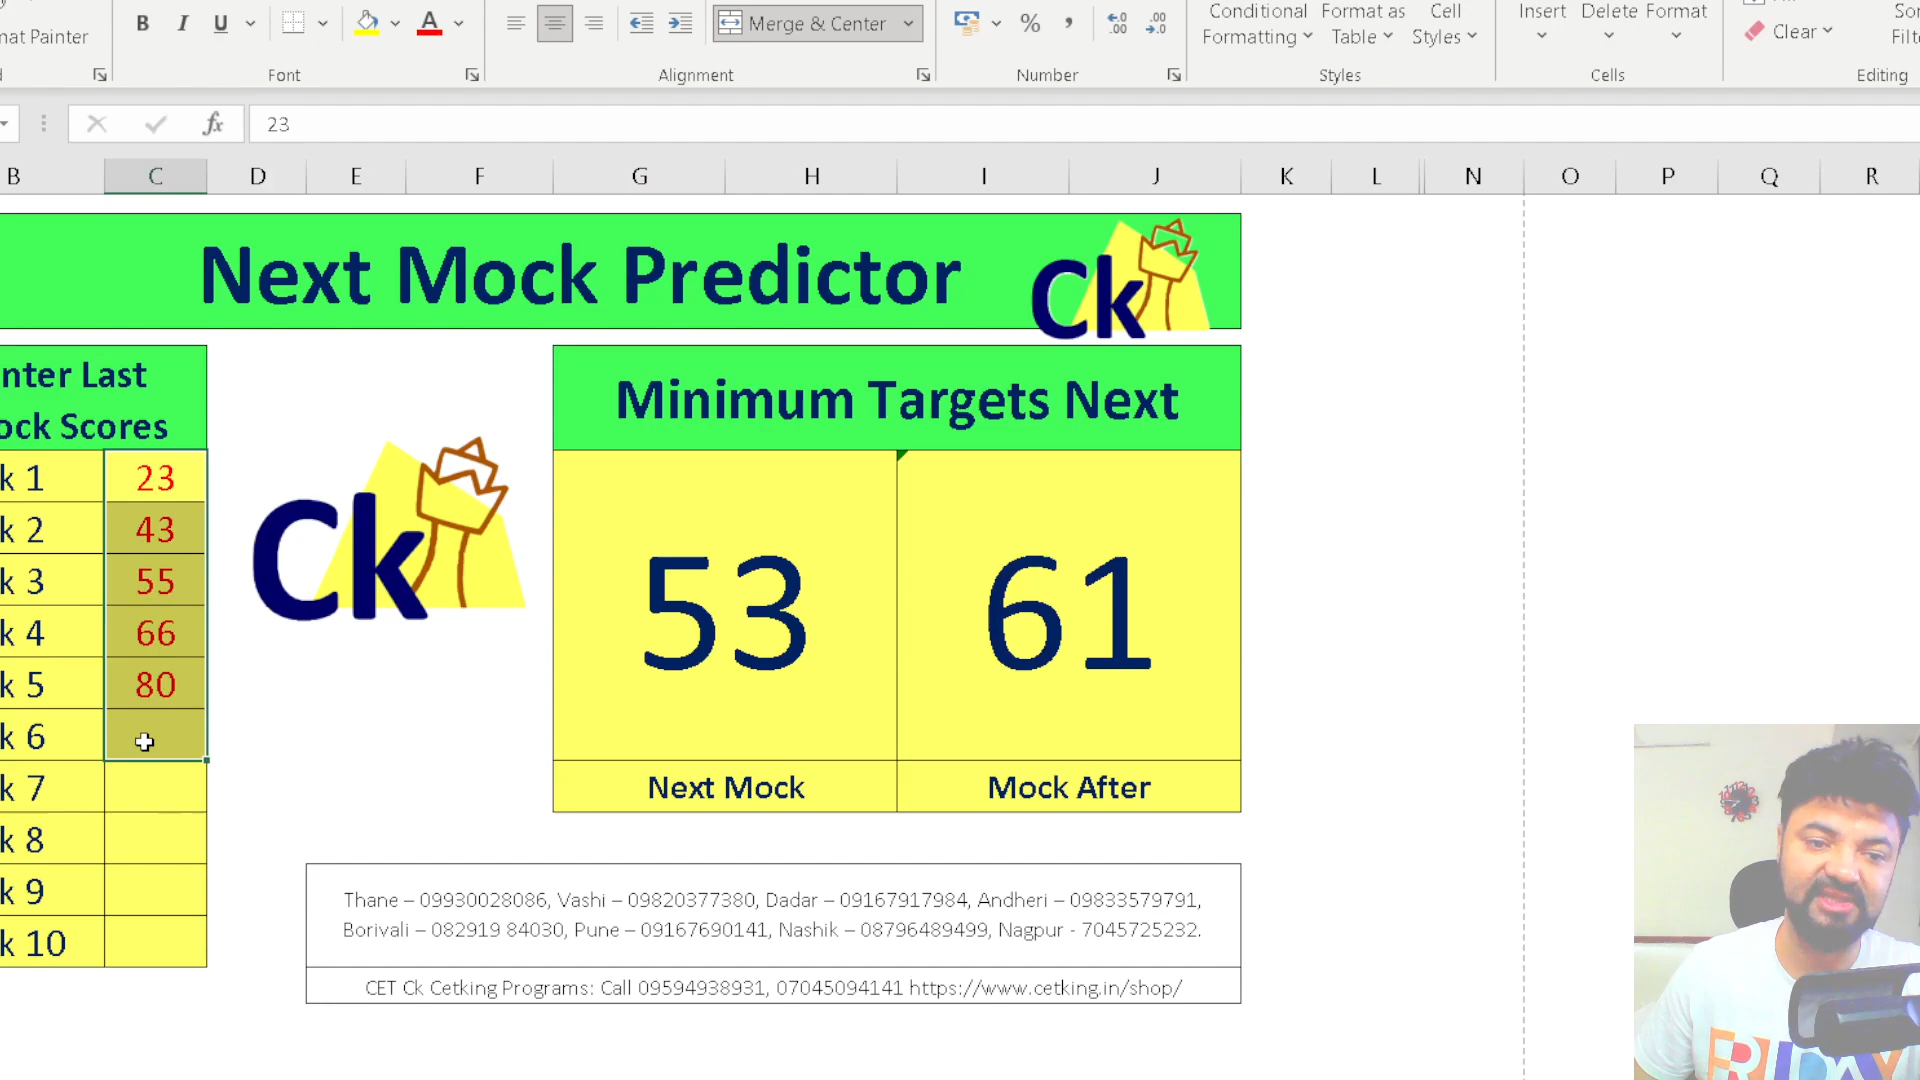 B I U A Merge & Center % , Conditional Format as Cell Insert Delete Format
mat Painter Formatting Table Styles Clear
Font Alignment Number Styles Cells Editing
fx 23
B C D E F G H I J K L N O P Q R
Next Mock Predictor Ck
nter Last
ock Scores
Minimum Targets Next
k 1 23
k 2 43
k 3 55
k 4 66
k 5 80
k 6
k 7
k 8
k 9
k 10
Ck
53 61
Next Mock Mock After
Thane – 09930028086, Vashi – 09820377380, Dadar – 09167917984, Andheri – 09833579791,
Borivali – 082919 84030, Pune – 09167690141, Nashik – 08796489499, Nagpur - 7045725232.
CET Ck Cetking Programs: Call 09594938931, 07045094141 https://www.cetking.in/shop/
FRIDAY